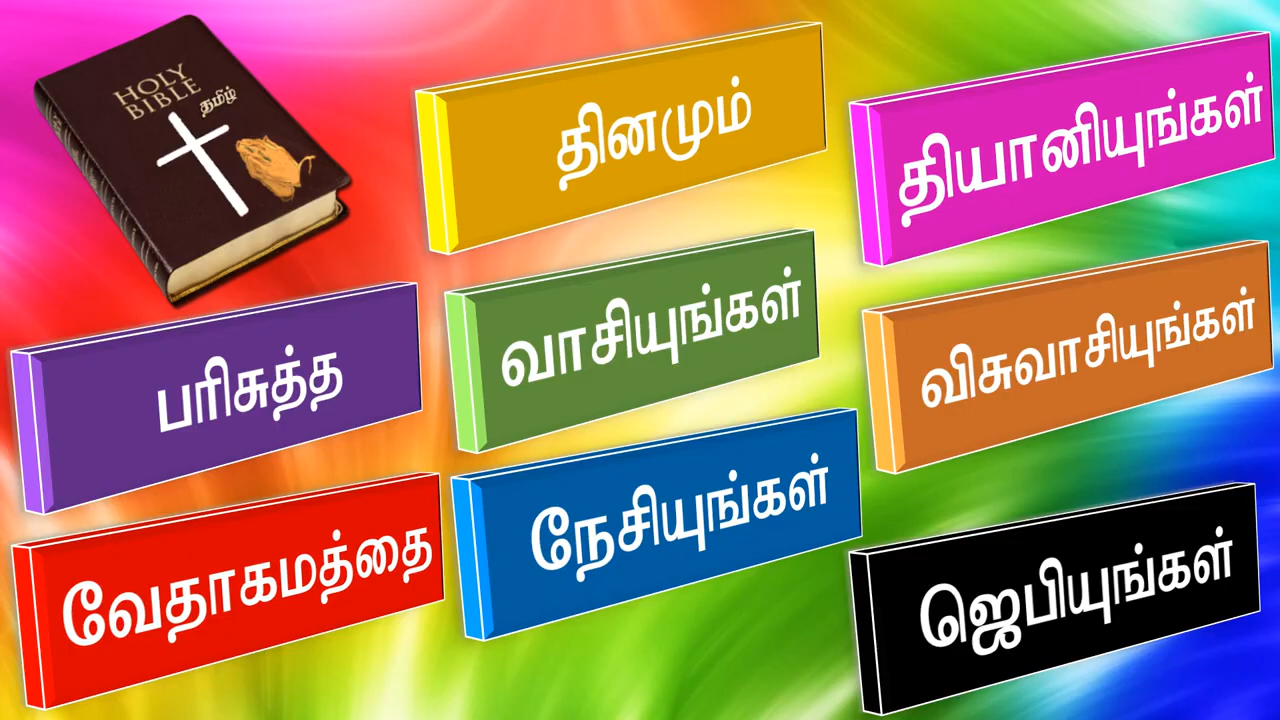 HOLY
BIBLE
தமிழ்
பரிசுத்த
வேதாகமத்தை
தினமும்
வாசியுங்கள்
நேசியுங்கள்
தியானியுங்கள்
விசுவாசியுங்கள்
ஜெபியுங்கள்